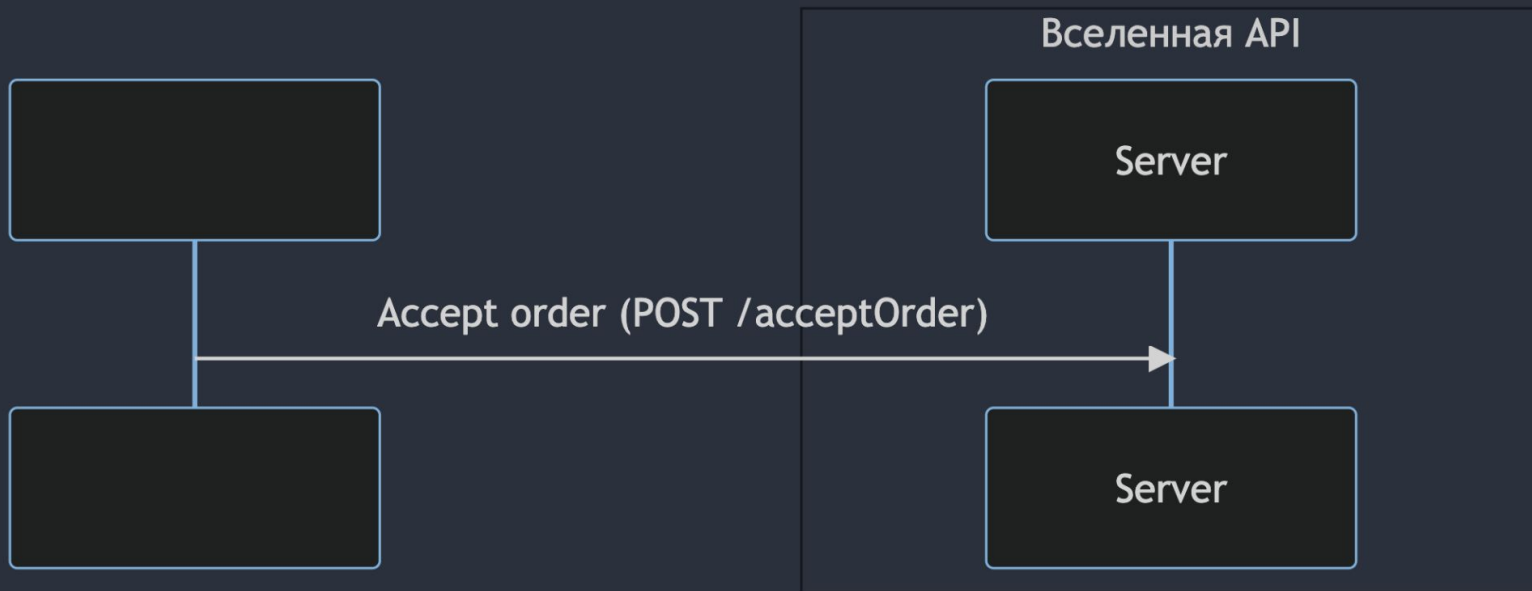 Вселенная API
Server
Accept order (POST /acceptOrder)
Server